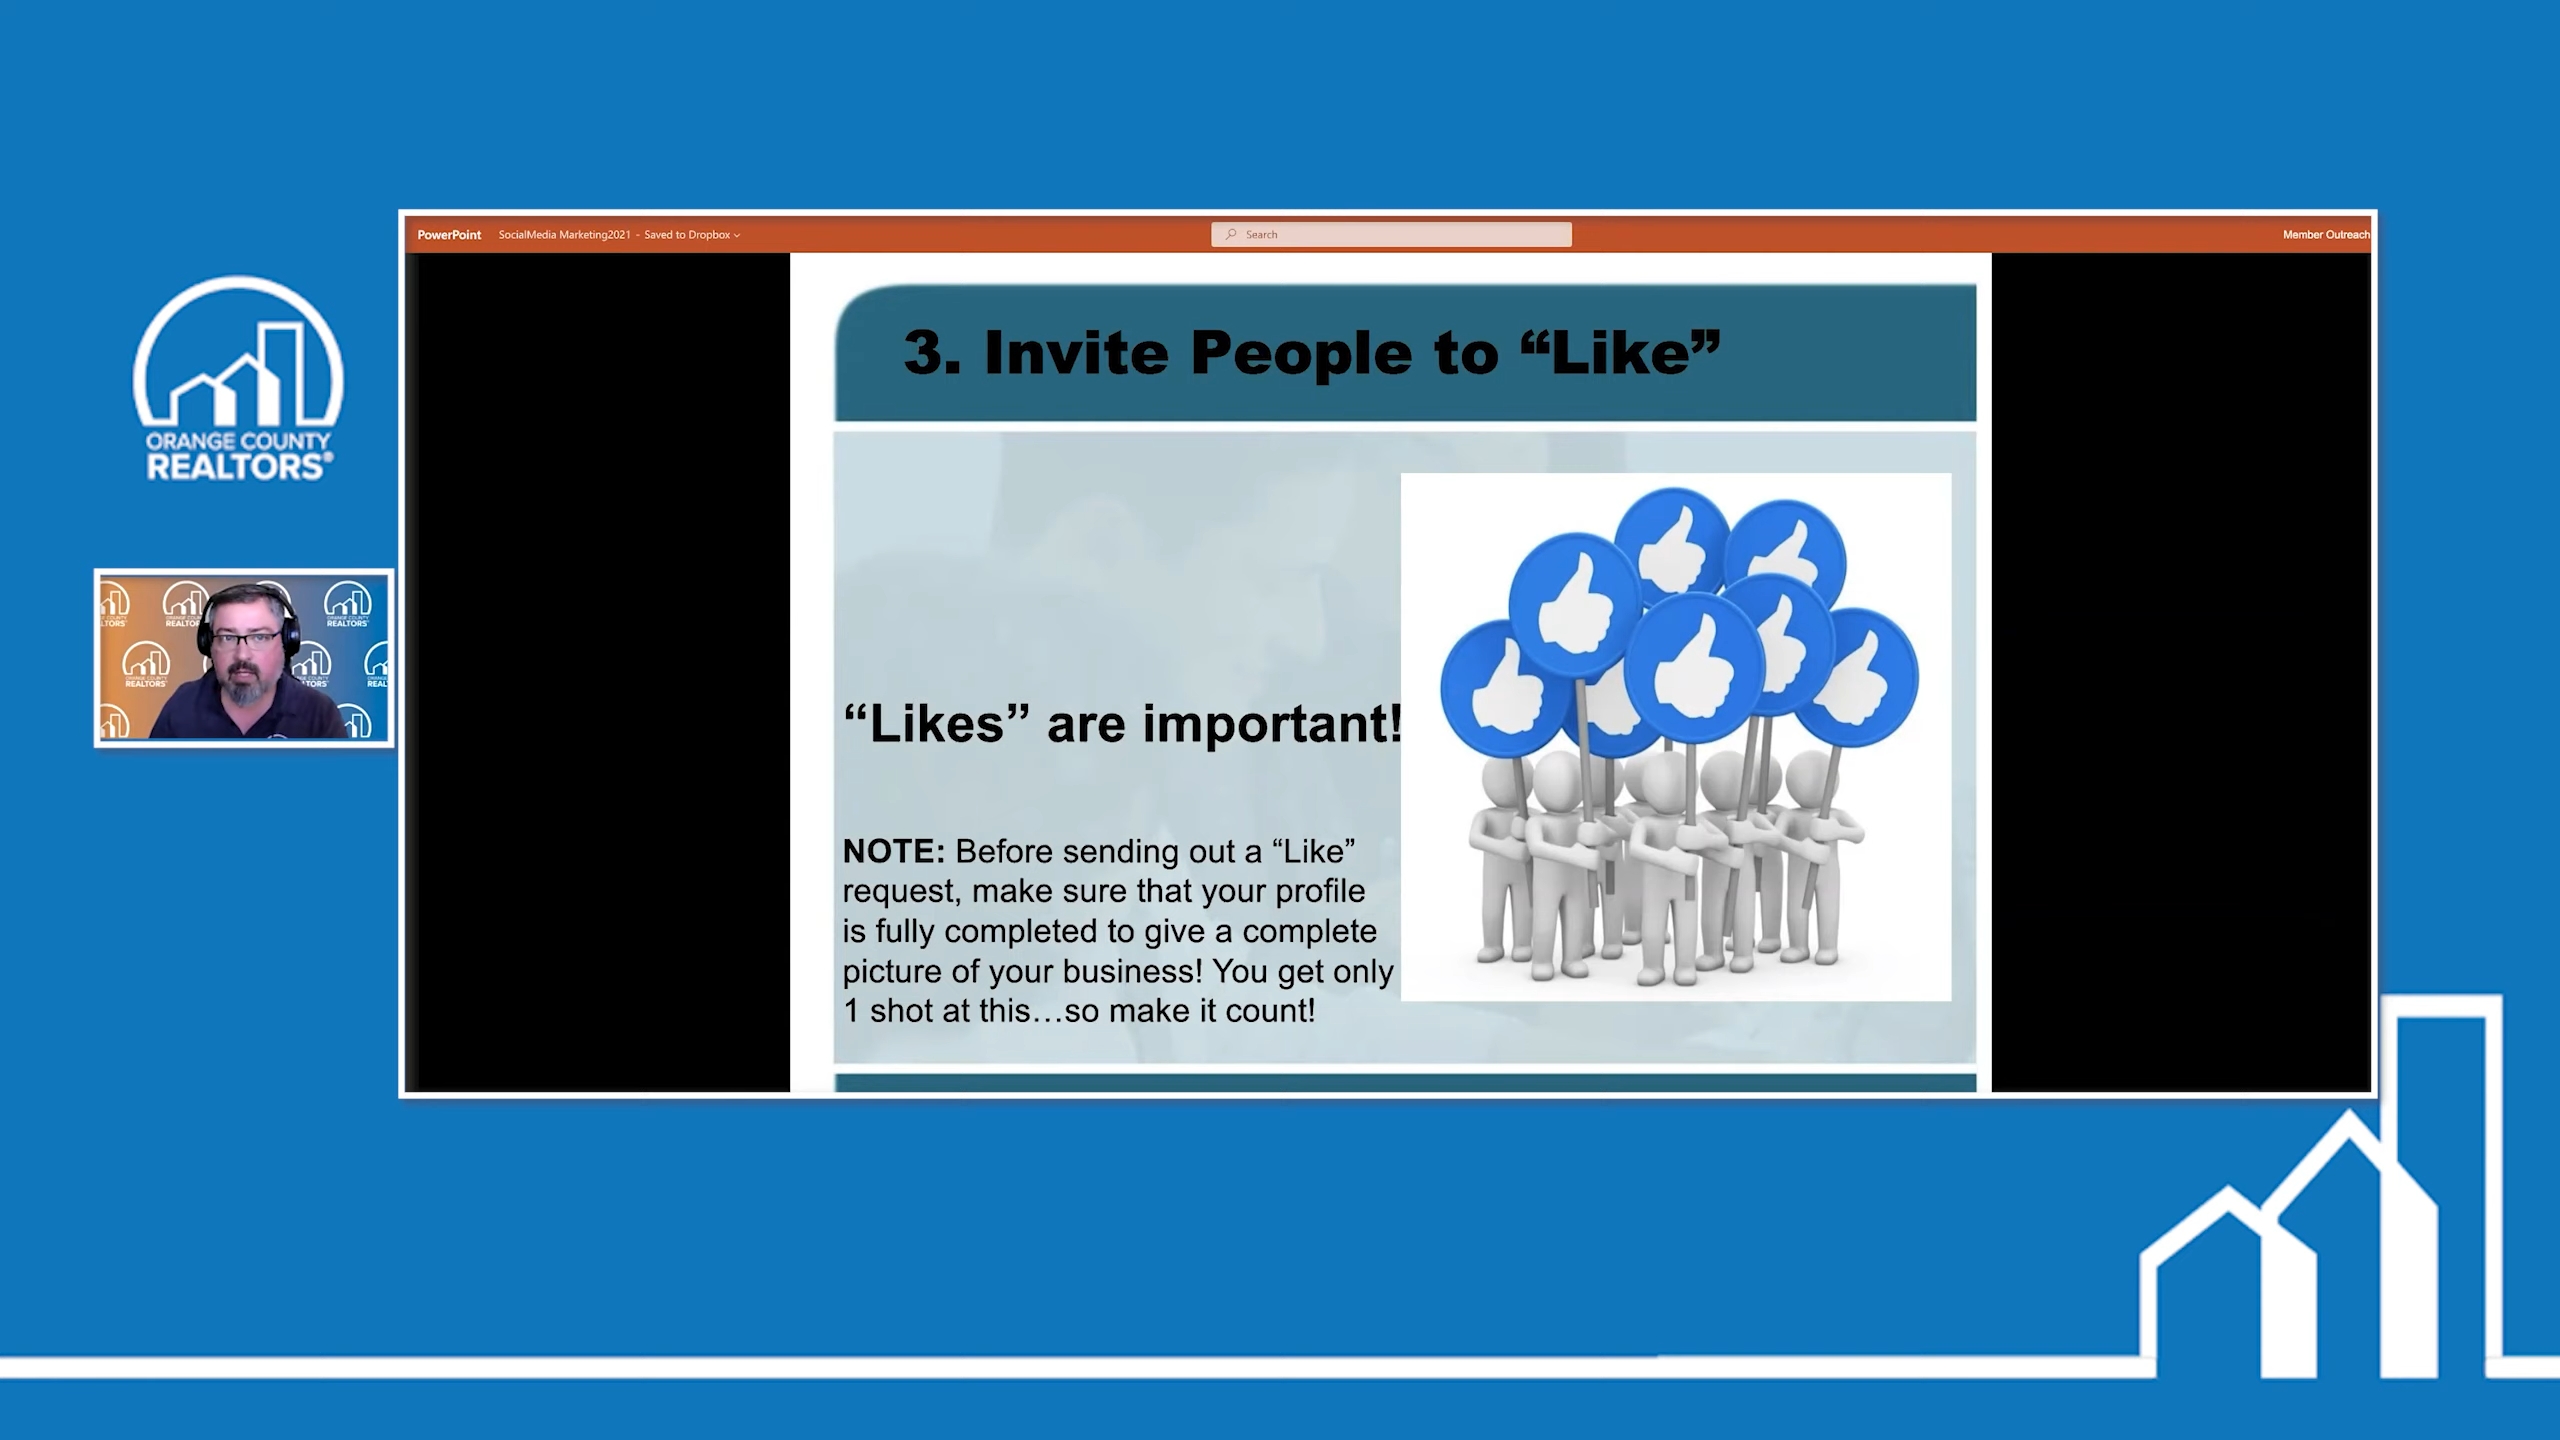 PowerPoint SocialMedia Marketing2021 - Saved to Dropbox
Search
Member Outreach
ORANGE COUNTY
REALTORS®
3. Invite People to “Like”
“Likes” are important!
NOTE: Before sending out a “Like”
request, make sure that your profile
is fully completed to give a complete
picture of your business! You get only
1 shot at this…so make it count!